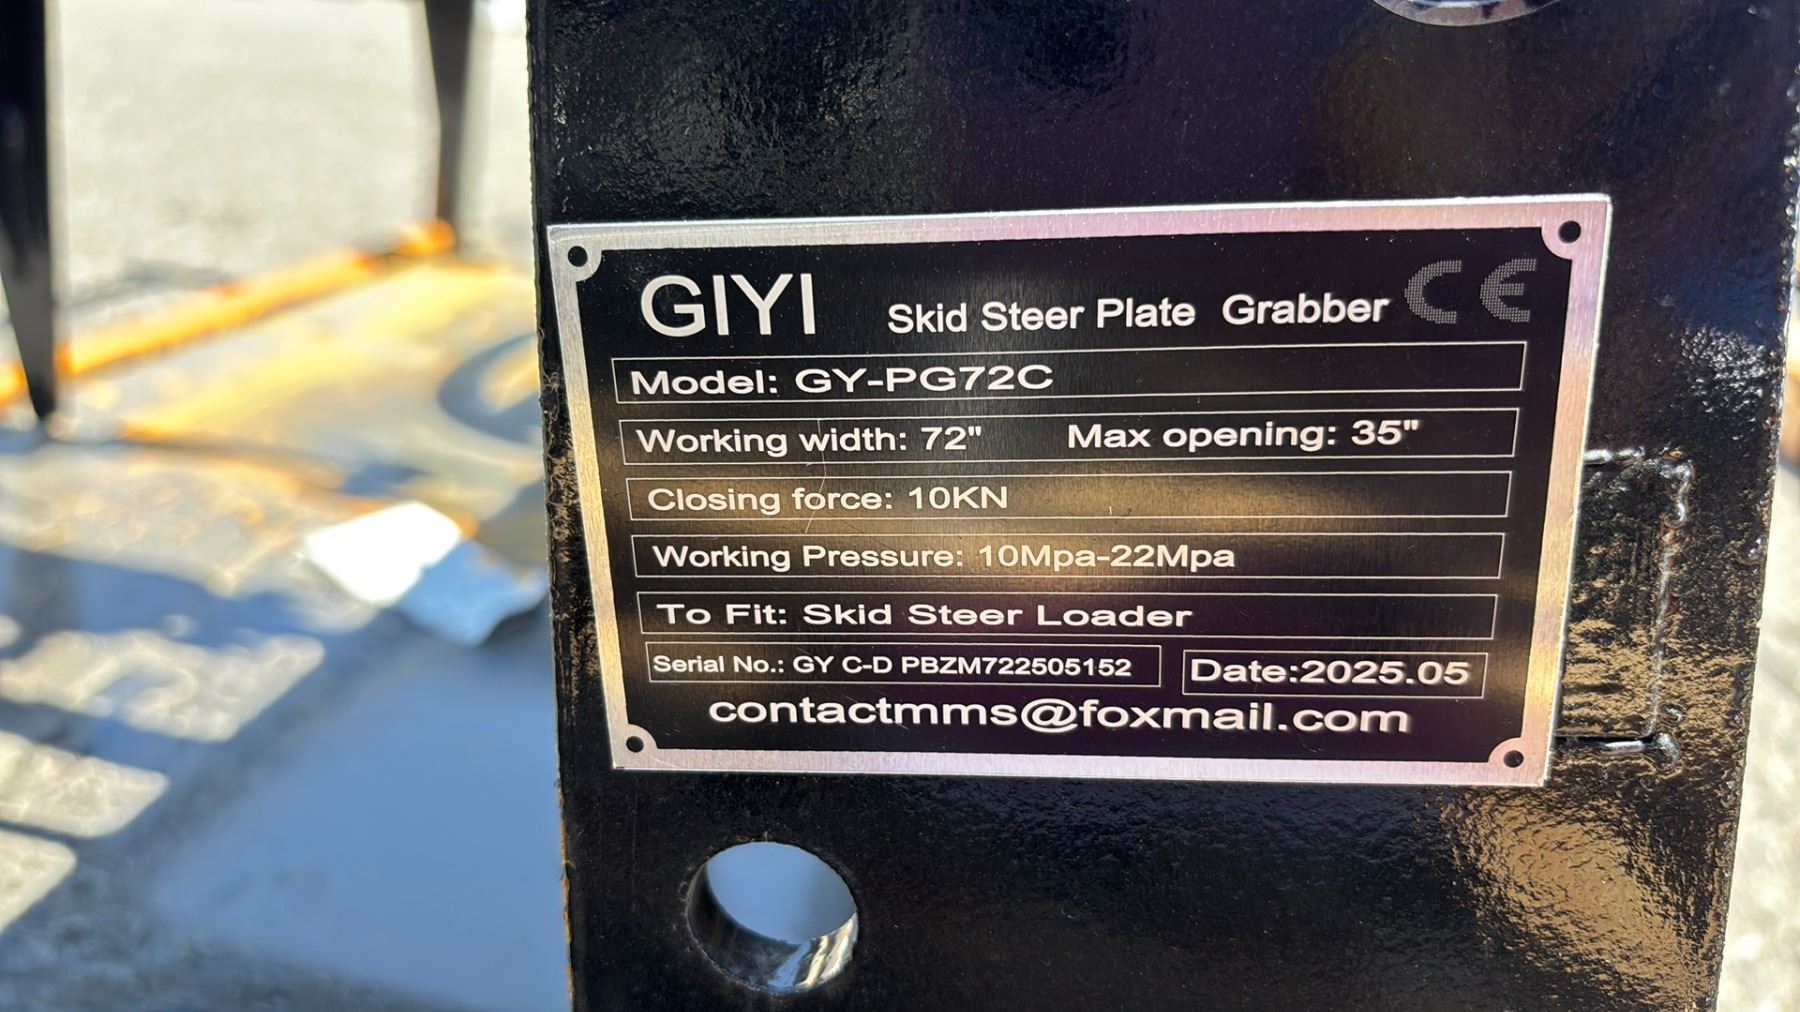 GIYI Skid Steer Plate Grabber CE
Model: GY-PG72C
Working width: 72" Max opening: 35"
Closing force: 10KN
Working Pressure: 10Mpa-22Mpa
To Fit: Skid Steer Loader
Serial No.: GY C-D PBZM722505152 Date:2025.05
contactmms@foxmail.com